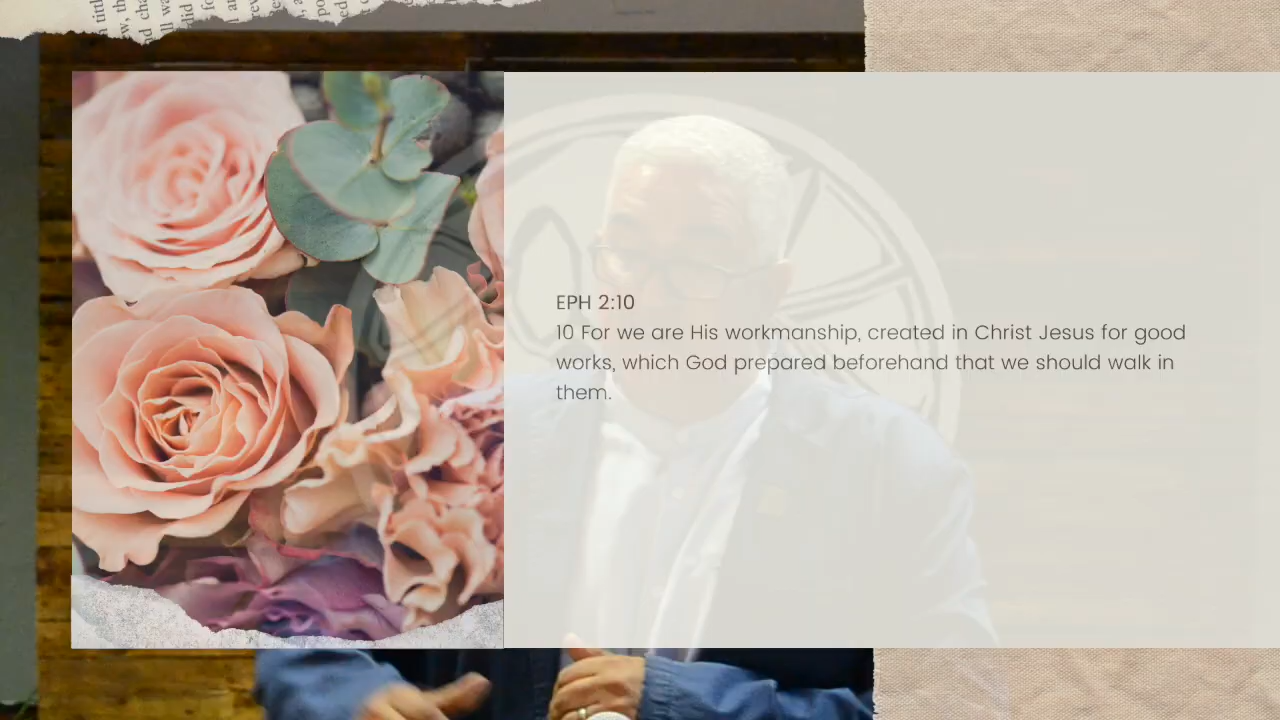 EPH 2:10
10 For we are His workmanship, created in Christ Jesus for good
works, which God prepared beforehand that we should walk in
them.